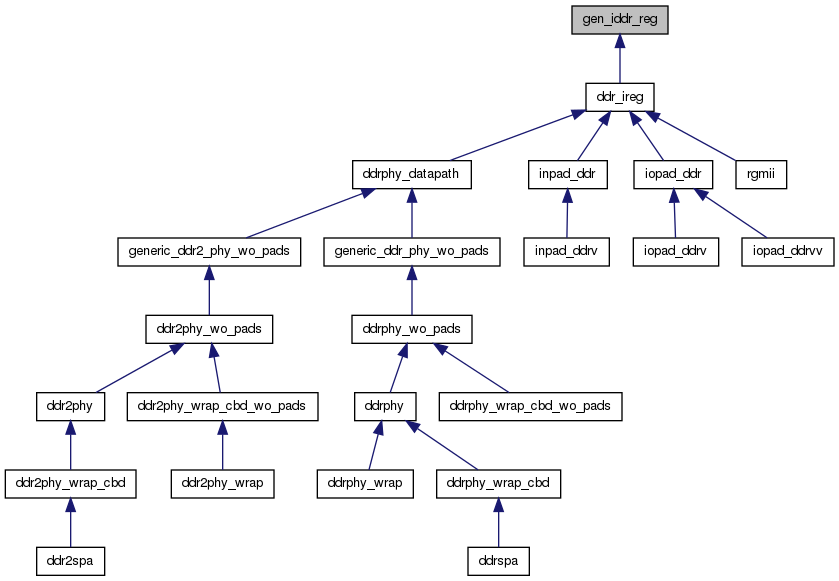 gen_iddr_reg
ddr_ireg
ddrphy_datapath
inpad_ddr
iopad_ddr
rgmii
generic_ddr2_phy_wo_pads
generic_ddr_phy_wo_pads
inpad_ddrv
iopad_ddrv
iopad_ddrvv
ddr2phy_wo_pads
ddrphy_wo_pads
ddr2phy
ddr2phy_wrap_cbd_wo_pads
ddrphy
ddrphy_wrap_cbd_wo_pads
ddr2phy_wrap_cbd
ddr2phy_wrap
ddrphy_wrap
ddrphy_wrap_cbd
ddr2spa
ddrspa